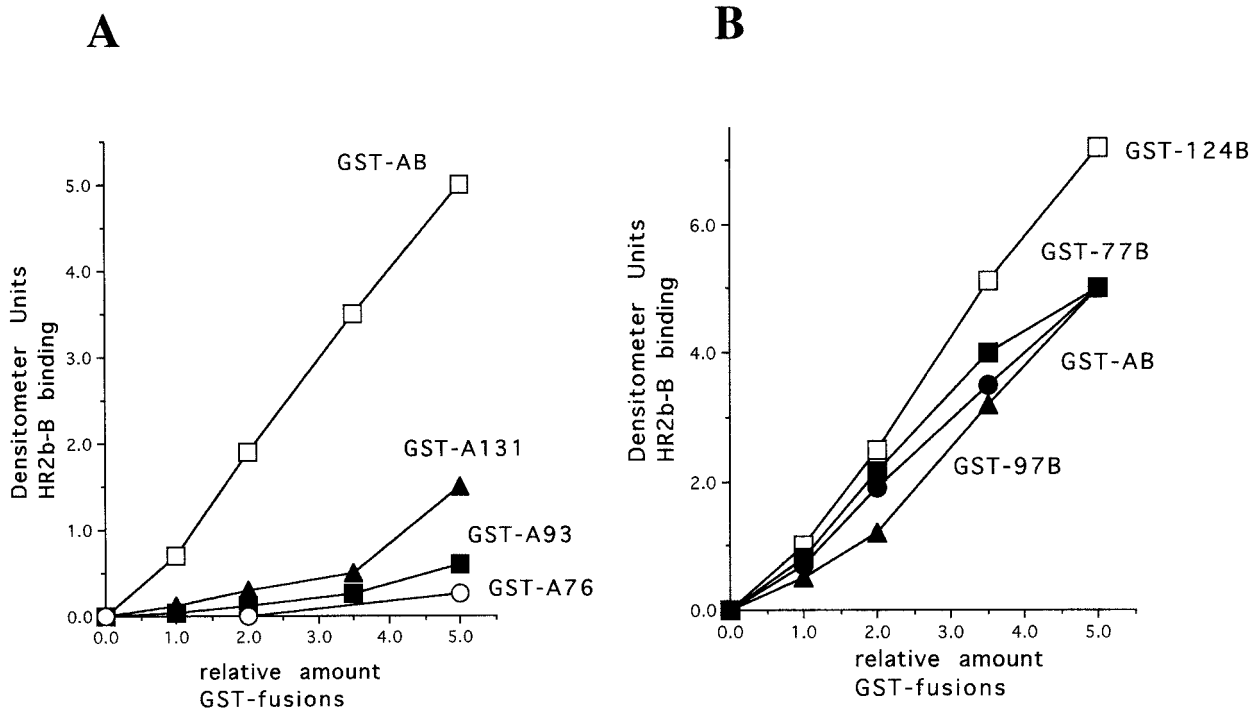 A
GST-AB
GST-A131
GST-A93
GST-A76
Densitometer Units
HR2b-B binding
5.0
4.0
3.0
2.0
1.0
0.0
0.0 1.0 2.0 3.0 4.0 5.0
relative amount
GST-fusions
B
GST-124B
GST-77B
GST-AB
GST-97B
Densitometer Units
HR2b-B binding
6.0
4.0
2.0
0.0
0.0 1.0 2.0 3.0 4.0 5.0
relative amount
GST-fusions